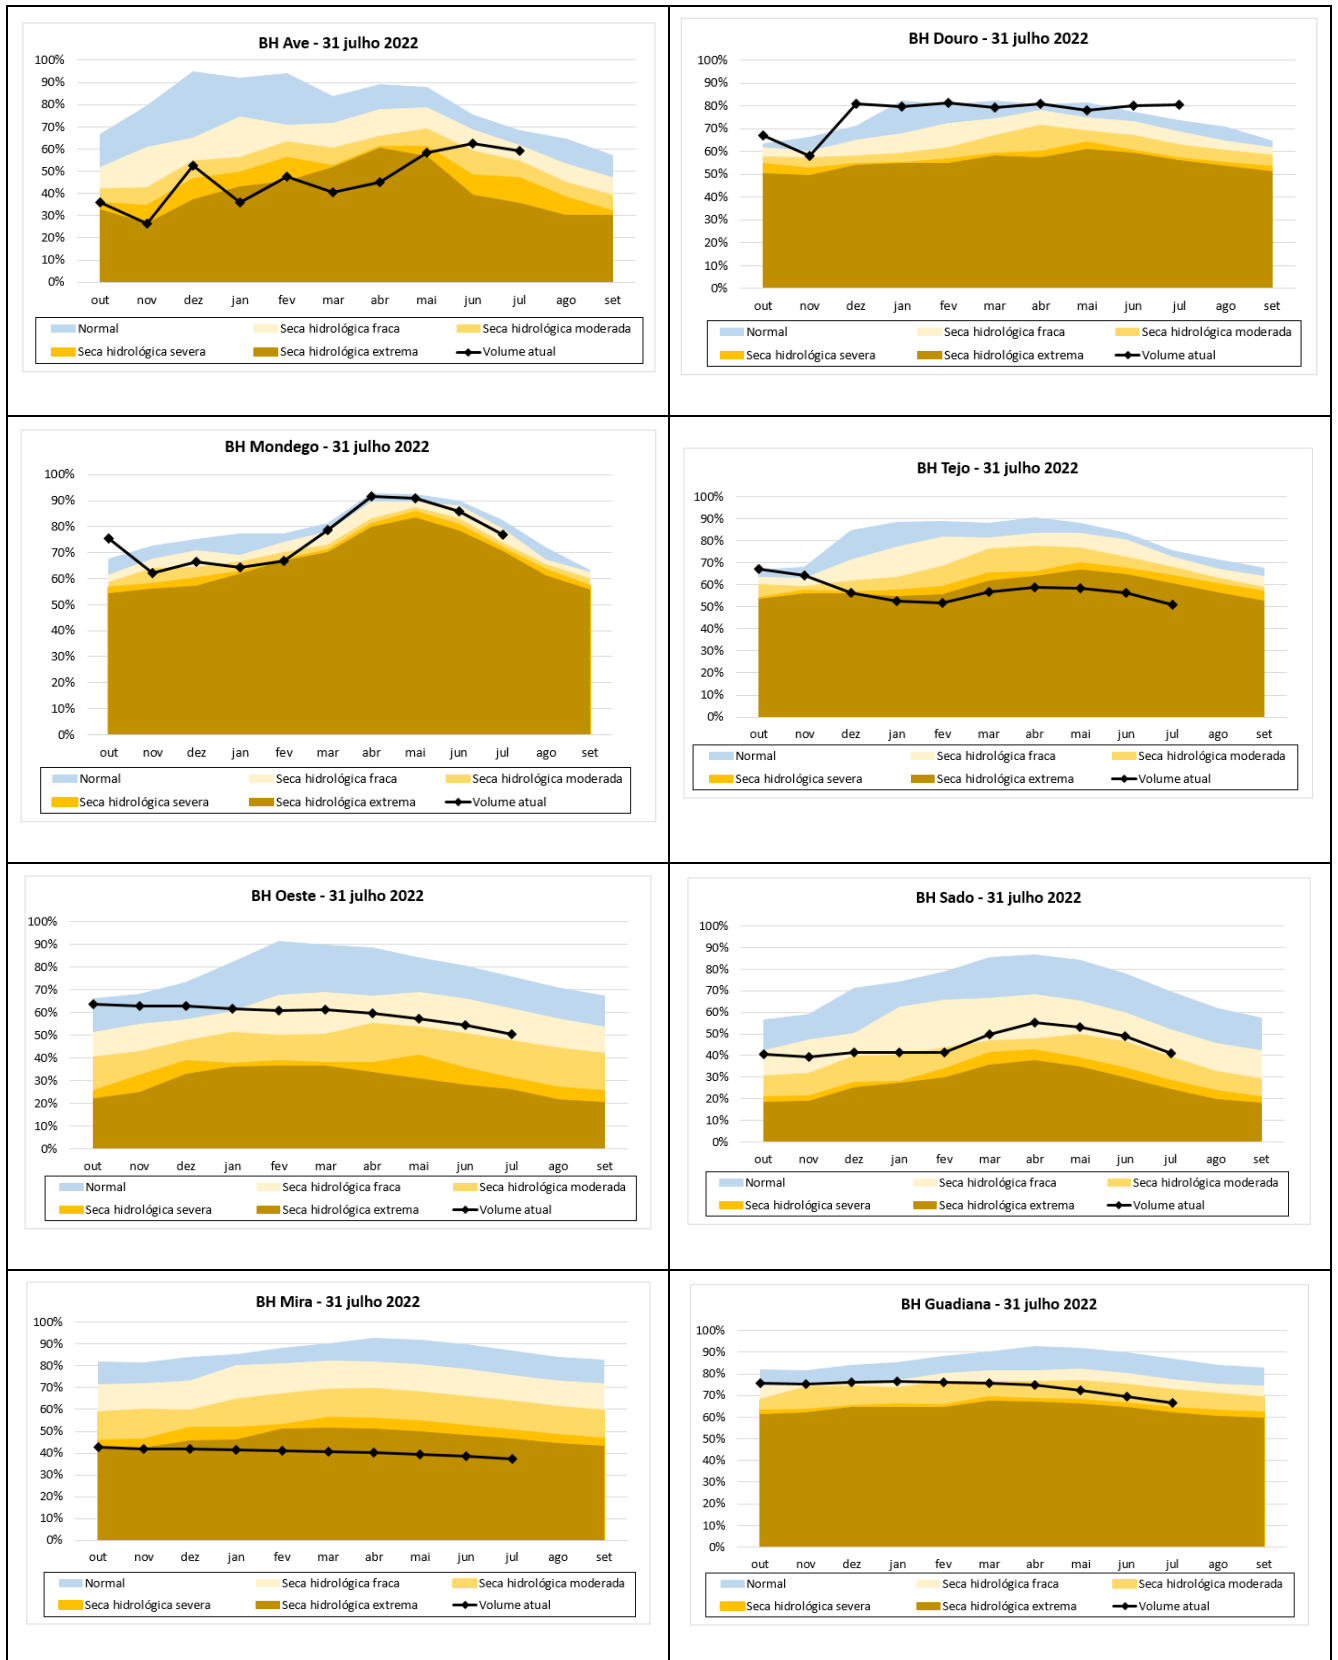 BH Ave - 31 julho 2022
100%
90%
80%
70%
60%
50%
40%
30%
20%
10%
0%
out nov dez jan fev mar abr mai jun jul ago set
Normal Seca hidrológica fraca Seca hidrológica moderada
Seca hidrológica severa Seca hidrológica extrema Volume atual
BH Douro - 31 julho 2022
100%
90%
80%
70%
60%
50%
40%
30%
20%
10%
0%
out nov dez jan fev mar abr mai jun jul ago set
Normal Seca hidrológica fraca Seca hidrológica moderada
Seca hidrológica severa Seca hidrológica extrema Volume atual
BH Mondego - 31 julho 2022
100%
90%
80%
70%
60%
50%
40%
30%
20%
10%
0%
out nov dez jan fev mar abr mai jun jul ago set
Normal Seca hidrológica fraca Seca hidrológica moderada
Seca hidrológica severa Seca hidrológica extrema Volume atual
BH Tejo - 31 julho 2022
100%
90%
80%
70%
60%
50%
40%
30%
20%
10%
0%
out nov dez jan fev mar abr mai jun jul ago set
Normal Seca hidrológica fraca Seca hidrológica moderada
Seca hidrológica severa Seca hidrológica extrema Volume atual
BH Oeste - 31 julho 2022
100%
90%
80%
70%
60%
50%
40%
30%
20%
10%
0%
out nov dez jan fev mar abr mai jun jul ago set
Normal Seca hidrológica fraca Seca hidrológica moderada
Seca hidrológica severa Seca hidrológica extrema Volume atual
BH Sado - 31 julho 2022
100%
90%
80%
70%
60%
50%
40%
30%
20%
10%
0%
out nov dez jan fev mar abr mai jun jul ago set
Normal Seca hidrológica fraca Seca hidrológica moderada
Seca hidrológica severa Seca hidrológica extrema Volume atual
BH Mira - 31 julho 2022
100%
90%
80%
70%
60%
50%
40%
30%
20%
10%
0%
out nov dez jan fev mar abr mai jun jul ago set
Normal Seca hidrológica fraca Seca hidrológica moderada
Seca hidrológica severa Seca hidrológica extrema Volume atual
BH Guadiana - 31 julho 2022
100%
90%
80%
70%
60%
50%
40%
30%
20%
10%
0%
out nov dez jan fev mar abr mai jun jul ago set
Normal Seca hidrológica fraca Seca hidrológica moderada
Seca hidrológica severa Seca hidrológica extrema Volume atual